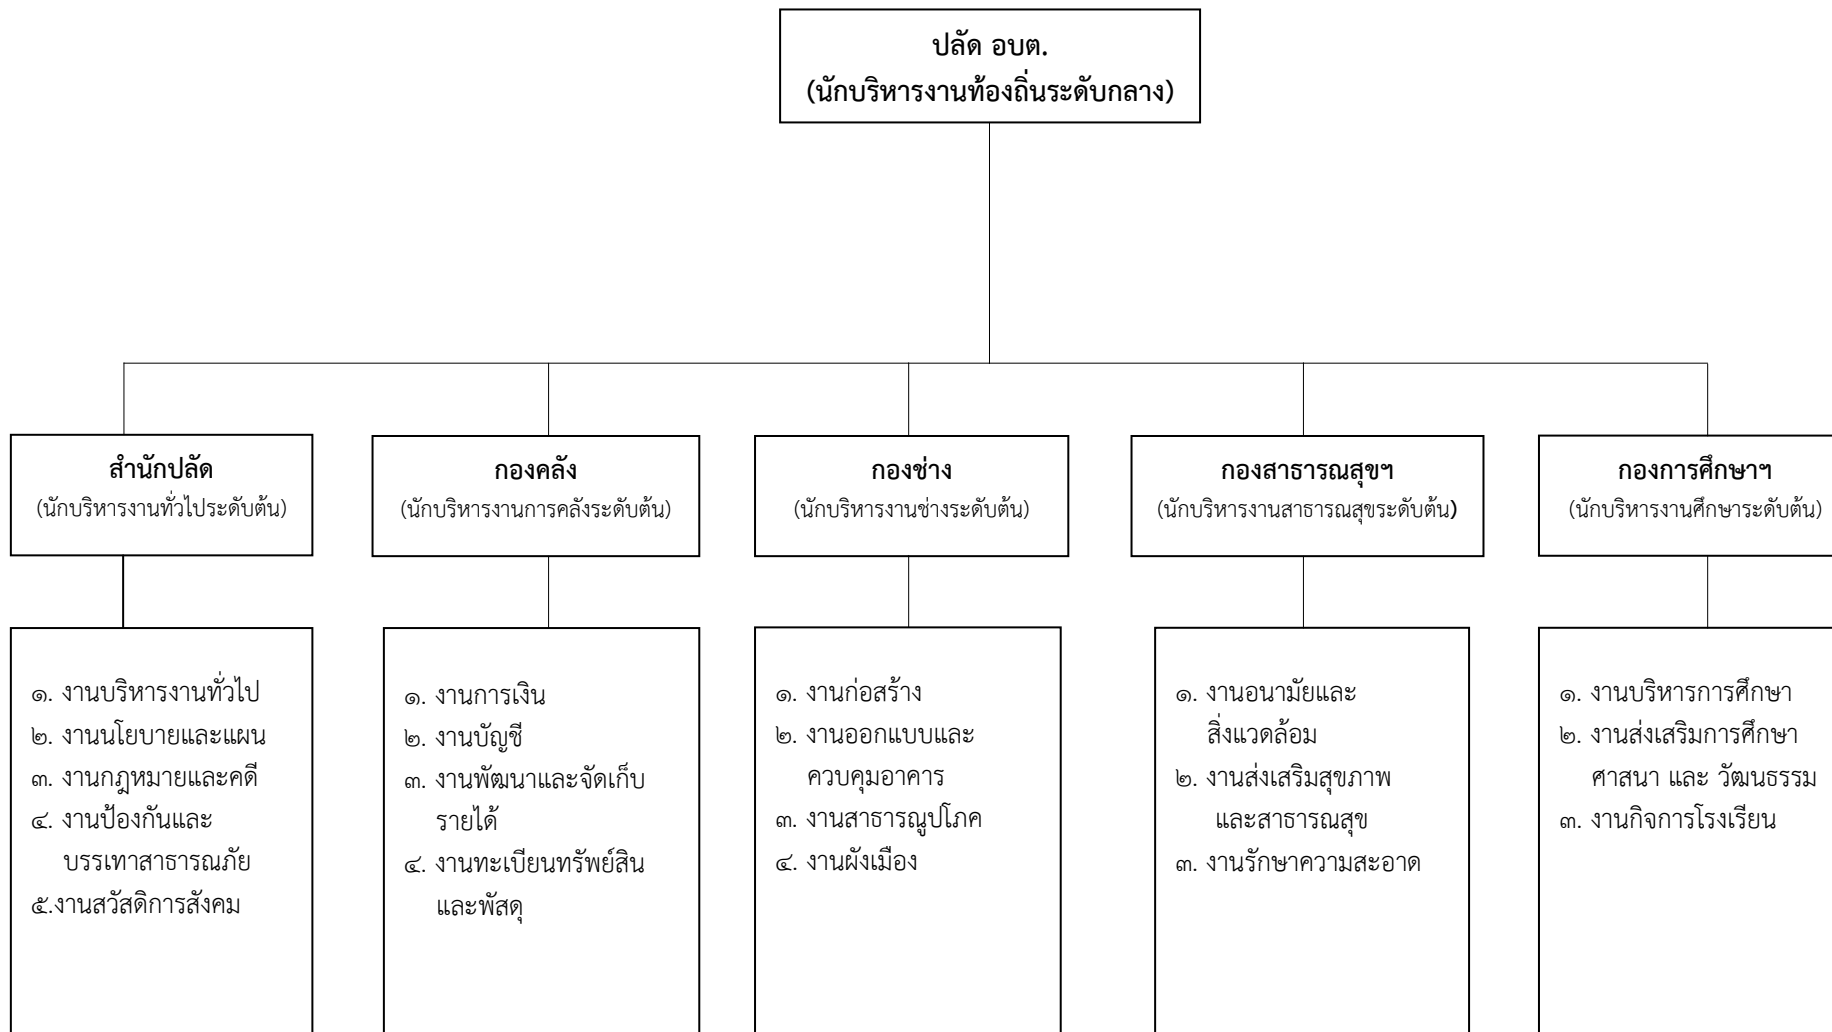 ปลัด อบต.
(นักบริหารงานท้องถิ่นระดับกลาง)
สำนักปลัด
(นักบริหารงานทั่วไประดับต้น)
กองคลัง
(นักบริหารงานการคลังระดับต้น)
กองช่าง
(นักบริหารงานช่างระดับต้น)
กองสาธารณสุขฯ
(นักบริหารงานสาธารณสุขระดับต้น)
กองการศึกษาฯ
(นักบริหารงานศึกษาระดับต้น)
๑. งานบริหารงานทั่วไป
๒. งานนโยบายและแผน
๓. งานกฎหมายและคดี
๔. งานป้องกันและ
บรรเทาสาธารณภัย
๕.งานสวัสดิการสังคม
๑. งานการเงิน
๒. งานบัญชี
๓. งานพัฒนาและจัดเก็บ
รายได้
๔. งานทะเบียนทรัพย์สิน
และพัสดุ
๑. งานก่อสร้าง
๒. งานออกแบบและ
ควบคุมอาคาร
๓. งานสาธารณูปโภค
๔. งานผังเมือง
๑. งานอนามัยและ
สิ่งแวดล้อม
๒. งานส่งเสริมสุขภาพ
และสาธารณสุข
๓. งานรักษาความสะอาด
๑. งานบริหารการศึกษา
๒. งานส่งเสริมการศึกษา
ศาสนา และ วัฒนธรรม
๓. งานกิจการโรงเรียน